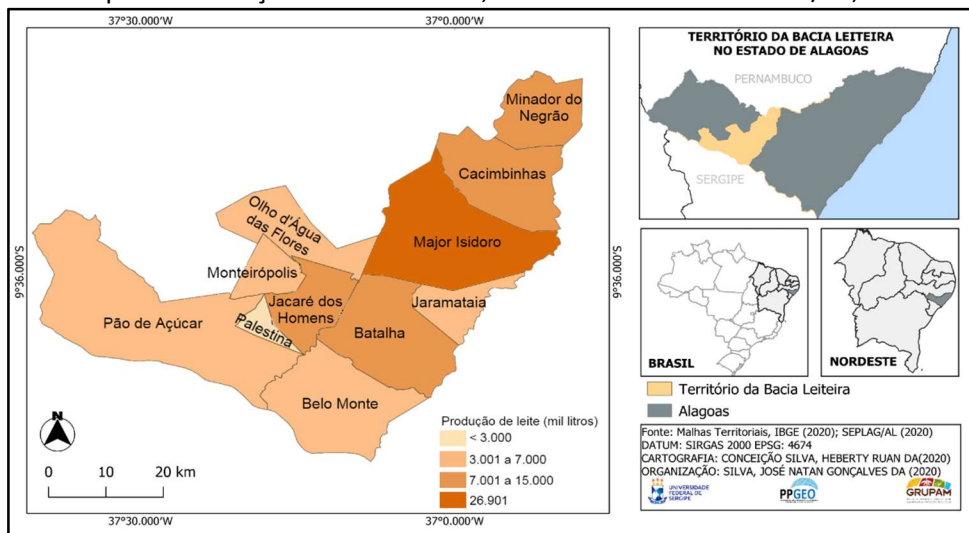 37°30.000"W
37°0.000"W
9°36.000'S
Minador do
Negrão
Cacimbinhas
Major Isidoro
Olho d'Água
das Flores
Monteirópolis
Jacaré dos
Homens
Jaramataia
Palestina
Batalha
Pão de Açúcar
Belo Monte
N
0 10 20 km
Produção de leite (mil litros)
< 3.000
3.001 a 7.000
7.001 a 15.000
26.901
37°30.000"W
37°0.000"W
TERRITÓRIO DA BACIA LEITEIRA
NO ESTADO DE ALAGOAS
PERNAMBUCO
SERGIPE
9°36.000'S
BRASIL
NORDESTE
Território da Bacia Leiteira
Alagoas
Fonte: Malhas Territoriais, IBGE (2020); SEPLAG/AL (2020)
DATUM: SIRGAS 2000 EPSG: 4674
CARTOGRAFIA: CONCEIÇÃO SILVA, HEBERTY RUAN DA(2020)
ORGANIZAÇÃO: SILVA, JOSÉ NATAN GONÇALVES DA (2020)
UNIVERSIDADE
FEDERAL DE
SERGIPE
PPGEO
GRUPAM